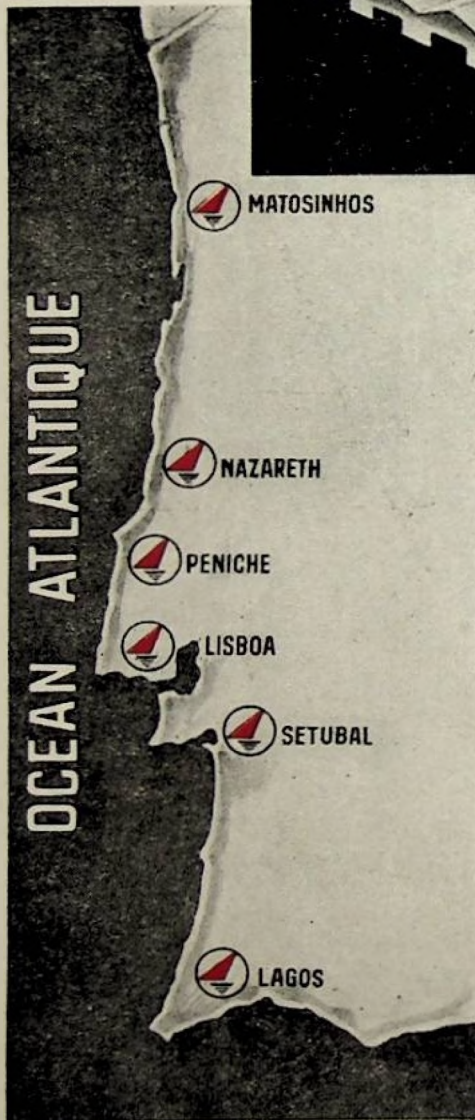 MATOSINHOS
NAZARETH
PENICHE
LISBOA
SETUBAL
LAGOS
OCEAN ATLANTIQUE